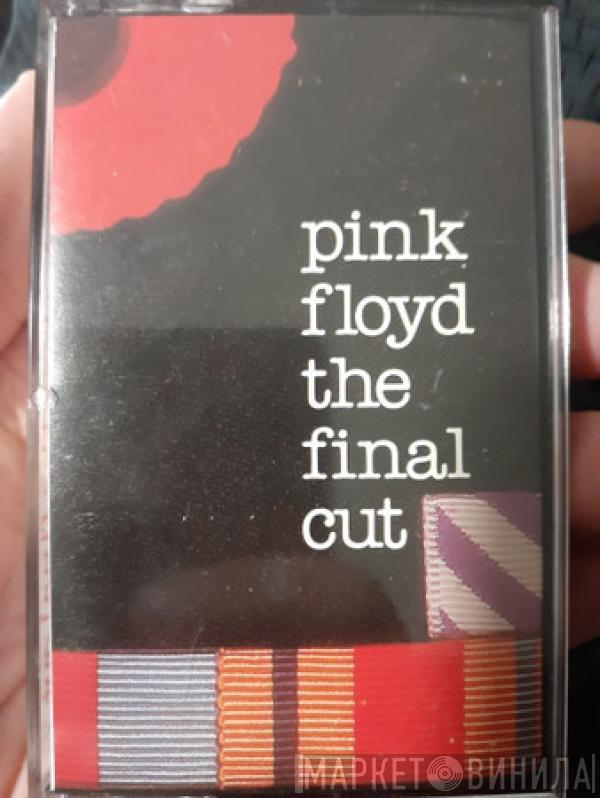 pink
floyd
the
final
cut
МАРКЕТ ВИНИЛА